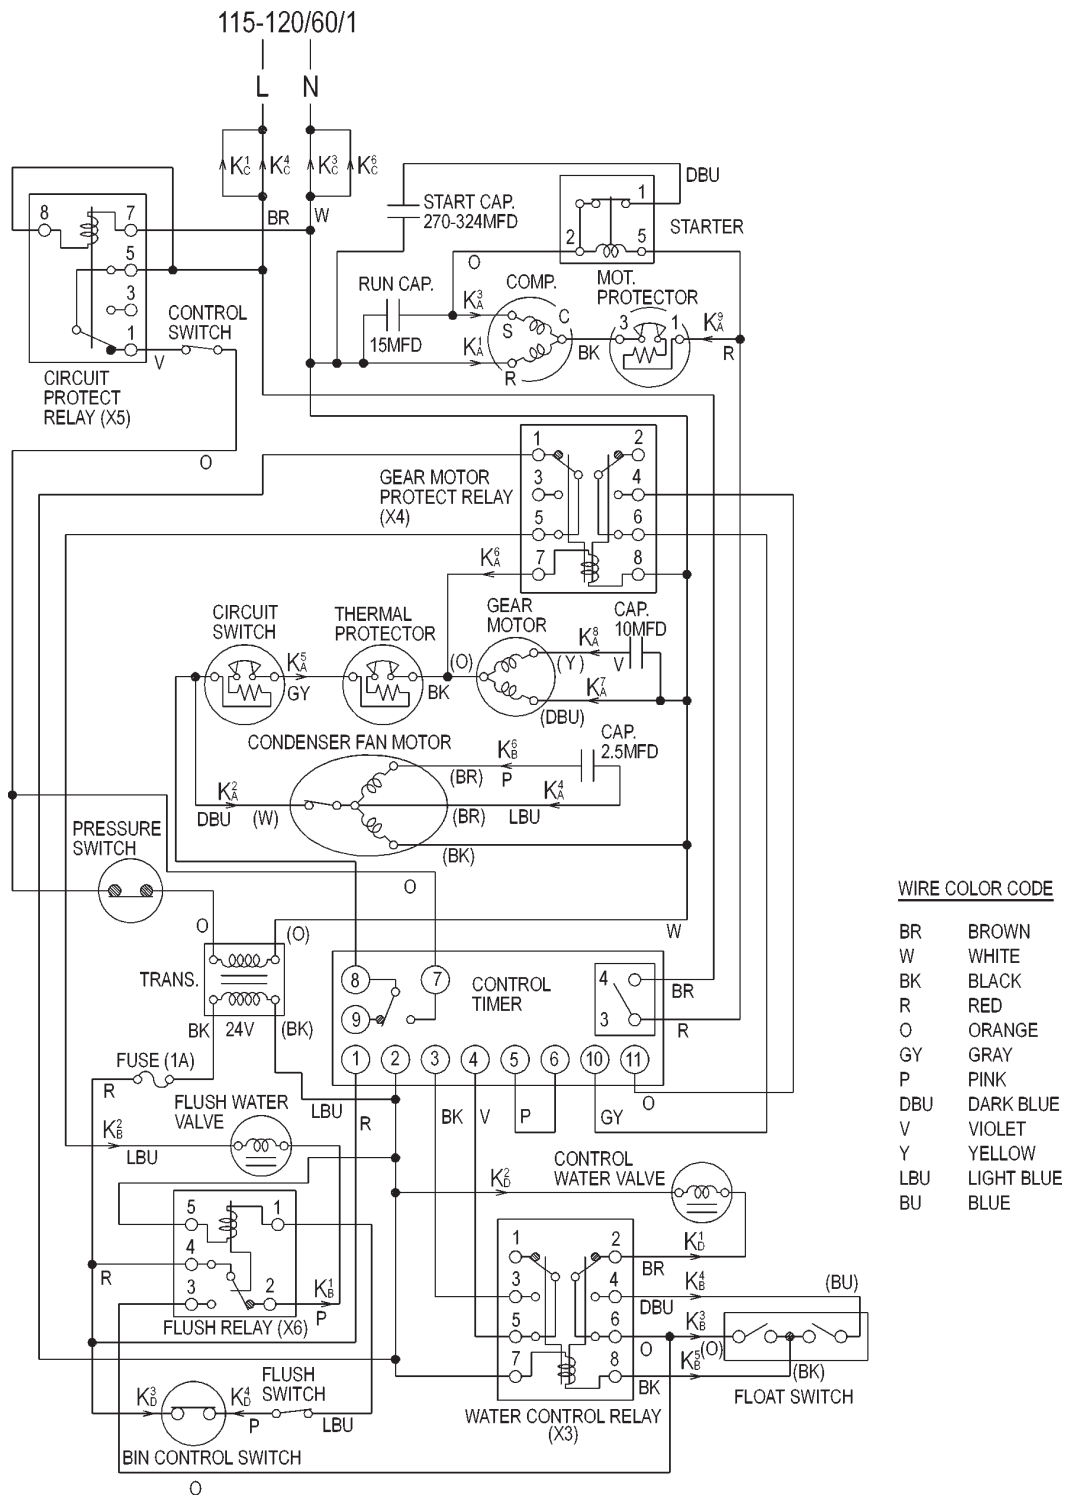 115-120/60/1
L N
K1C K4C K3C K6C
BR W
8 7
5
3
1
V
CONTROL
SWITCH
CIRCUIT
PROTECT
RELAY (X5)
O
START CAP.
270-324MFD
DBU
1
2 5
STARTER
O
RUN CAP.
15MFD
COMP.
K3A
K1A
S C
R
BK
MOT.
PROTECTOR
3 1
K9A
R
GEAR MOTOR
PROTECT RELAY
(X4)
1 2
3 4
5 6
7 8
K6A
CIRCUIT
SWITCH
THERMAL
PROTECTOR
GEAR
MOTOR
CAP.
10MFD
K5A
GY
BK
(O)
(Y)
K8A
V
K7A
(DBU)
CONDENSER FAN MOTOR
K6B
(BR) P
CAP.
2.5MFD
K2A
DBU (W)
(BR)
K4A
LBU
(BK)
PRESSURE
SWITCH
O
O
(O)
W
TRANS.
BK 24V (BK)
8 7
9
CONTROL
TIMER
4 BR
3 R
1 2 3 4 5 6 10 11
FUSE (1A)
R
LBU
R
BK V P GY O
FLUSH WATER
VALVE
K2B
LBU
CONTROL
WATER VALVE
K2D
5 1
4
3 2
R
K1B
P
FLUSH RELAY (X6)
1 2
3 4
5 6
7 8
K1D
BR
K4B
DBU
K3B
O (O)
K5B
BK
(BU)
(BK)
FLOAT SWITCH
WATER CONTROL RELAY
(X3)
K3D K4D
P
FLUSH
SWITCH
LBU
BIN CONTROL SWITCH
O
WIRE COLOR CODE
BR BROWN
W WHITE
BK BLACK
R RED
O ORANGE
GY GRAY
P PINK
DBU DARK BLUE
V VIOLET
Y YELLOW
LBU LIGHT BLUE
BU BLUE